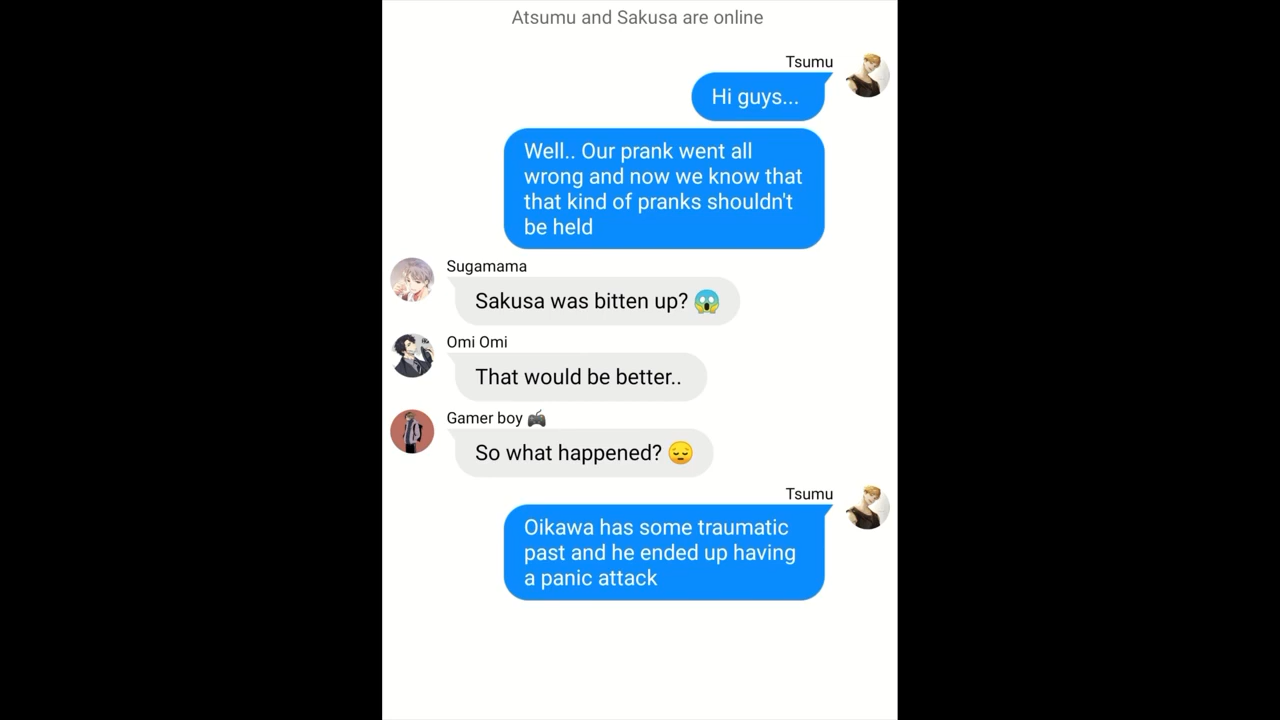 Atsumu and Sakusa are online
Tsumu
Hi guys...
Well.. Our prank went all
wrong and now we know that
that kind of pranks shouldn't
be held
Sugamama
Sakusa was bitten up? 😱
Omi Omi
That would be better..
Gamer boy 🎮
So what happened? 😔
Tsumu
Oikawa has some traumatic
past and he ended up having
a panic attack